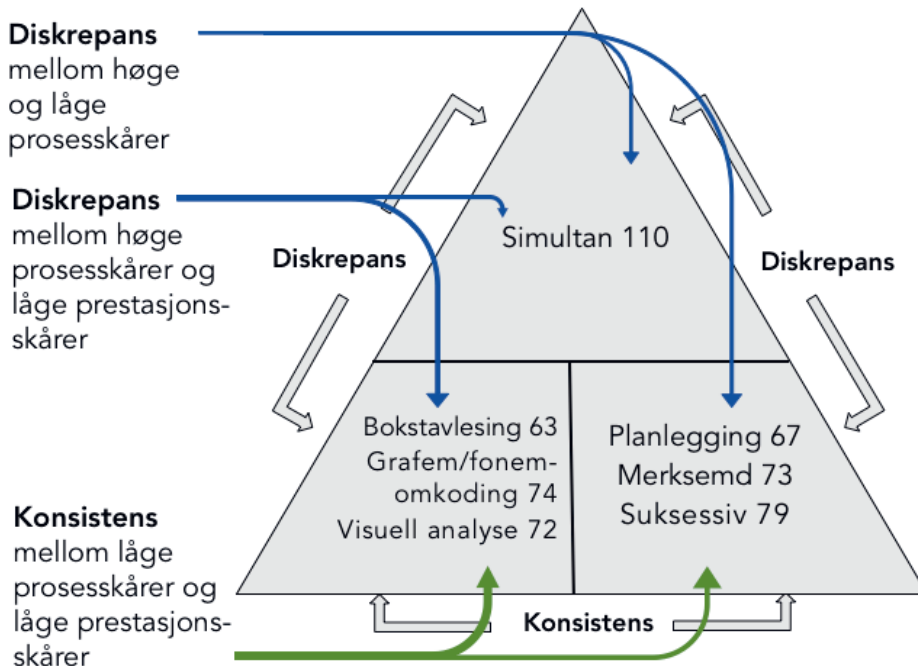 Diskrepans
mellom høge
og låge
prosesskårer
Diskrepans
mellom høge
prosesskårer og
låge prestasjons-
skårer
Konsistens
mellom låge
prosesskårer og
låge prestasjons-
skårer
Simultan 110
Diskrepans
Diskrepans
Bokstavlesing 63
Grafem/fonem-
omkoding 74
Visuell analyse 72
Planlegging 67
Merksemd 73
Suksessiv 79
Konsistens